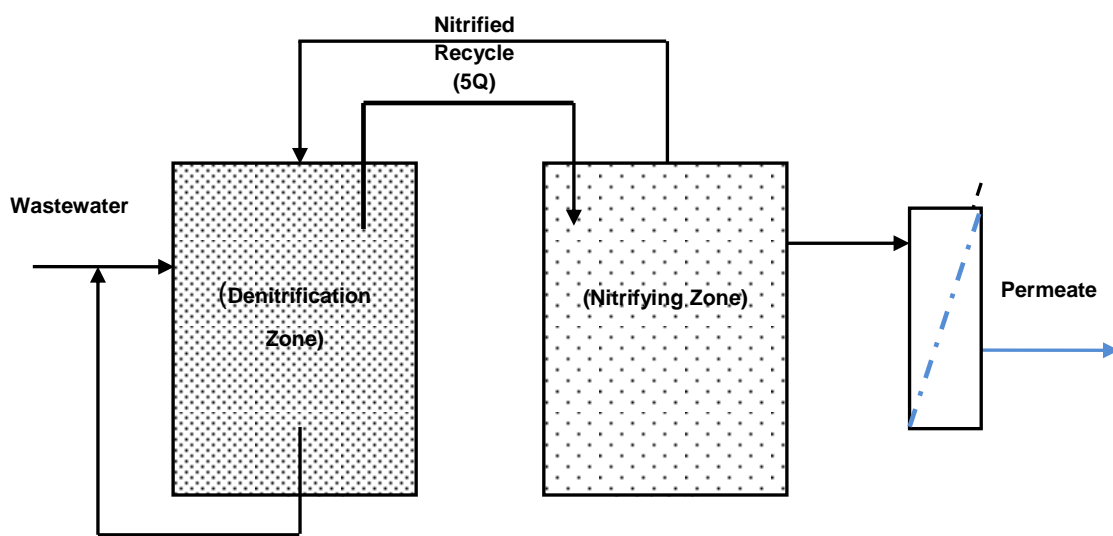 Nitrified
Recycle
(5Q)
Wastewater
(Denitrification
Zone)
(Nitrifying Zone)
Permeate